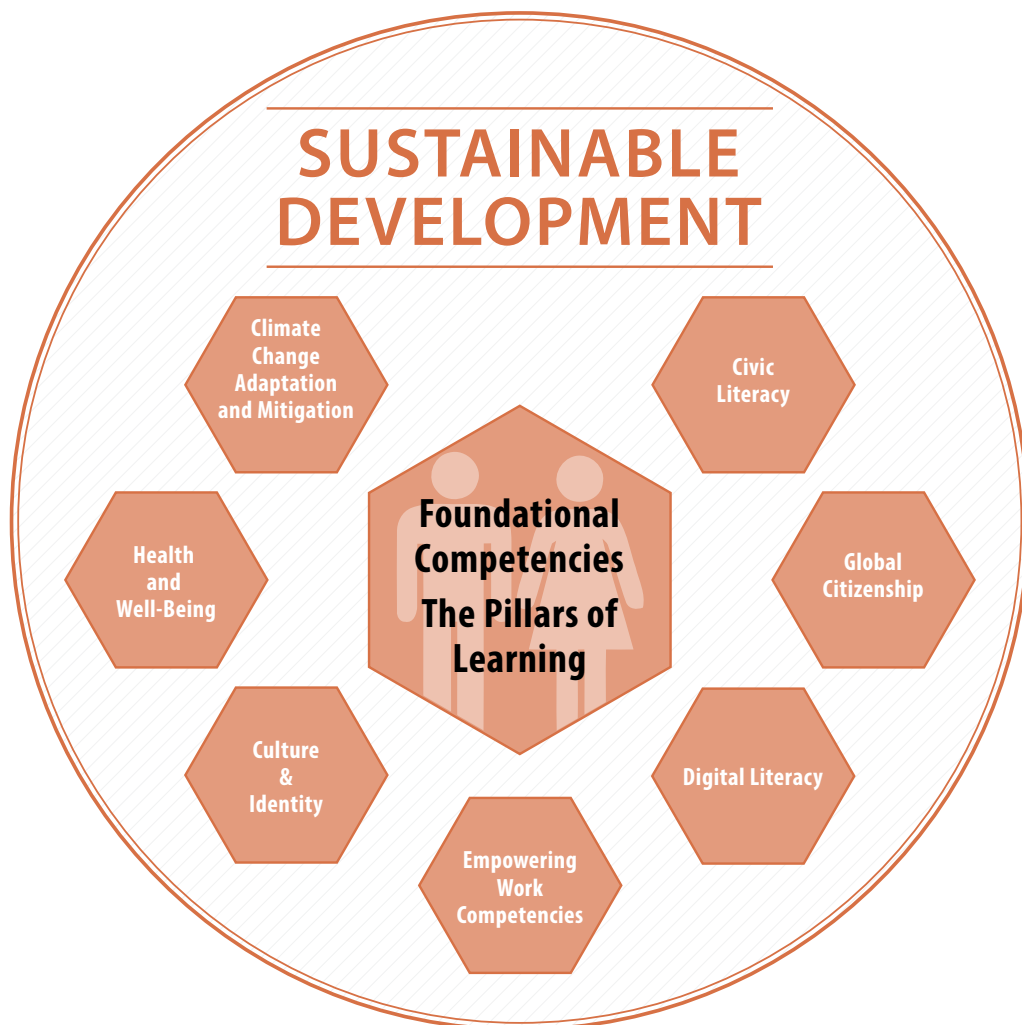 SUSTAINABLE
DEVELOPMENT
Climate
Change
Adaptation
and Mitigation
Civic
Literacy
Foundational
Competencies
The Pillars of
Learning
Health
and
Well-Being
Global
Citizenship
Culture
&
Identity
Digital Literacy
Empowering
Work
Competencies